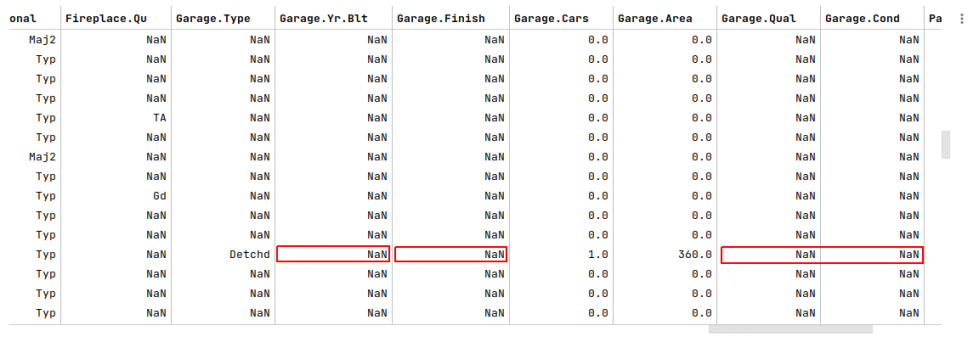 onal Fireplace.Qu Garage.Type Garage.Yr.Blt Garage.Finish Garage.Cars Garage.Area Garage.Qual Garage.Cond Pa
Maj2 NaN NaN NaN NaN 0.0 0.0 NaN NaN
Typ NaN NaN NaN NaN 0.0 0.0 NaN NaN
Typ NaN NaN NaN NaN 0.0 0.0 NaN NaN
Typ NaN NaN NaN NaN 0.0 0.0 NaN NaN
Typ TA NaN NaN NaN 0.0 0.0 NaN NaN
Typ NaN NaN NaN NaN 0.0 0.0 NaN NaN
Maj2 NaN NaN NaN NaN 0.0 0.0 NaN NaN
Typ NaN NaN NaN NaN 0.0 0.0 NaN NaN
Typ Gd NaN NaN NaN 0.0 0.0 NaN NaN
Typ NaN NaN NaN NaN 0.0 0.0 NaN NaN
Typ NaN NaN NaN NaN 0.0 0.0 NaN NaN
Typ NaN Detchd NaN NaN 1.0 360.0 NaN NaN
Typ NaN NaN NaN NaN 0.0 0.0 NaN NaN
Typ NaN NaN NaN NaN 0.0 0.0 NaN NaN
Typ NaN NaN NaN NaN 0.0 0.0 NaN NaN